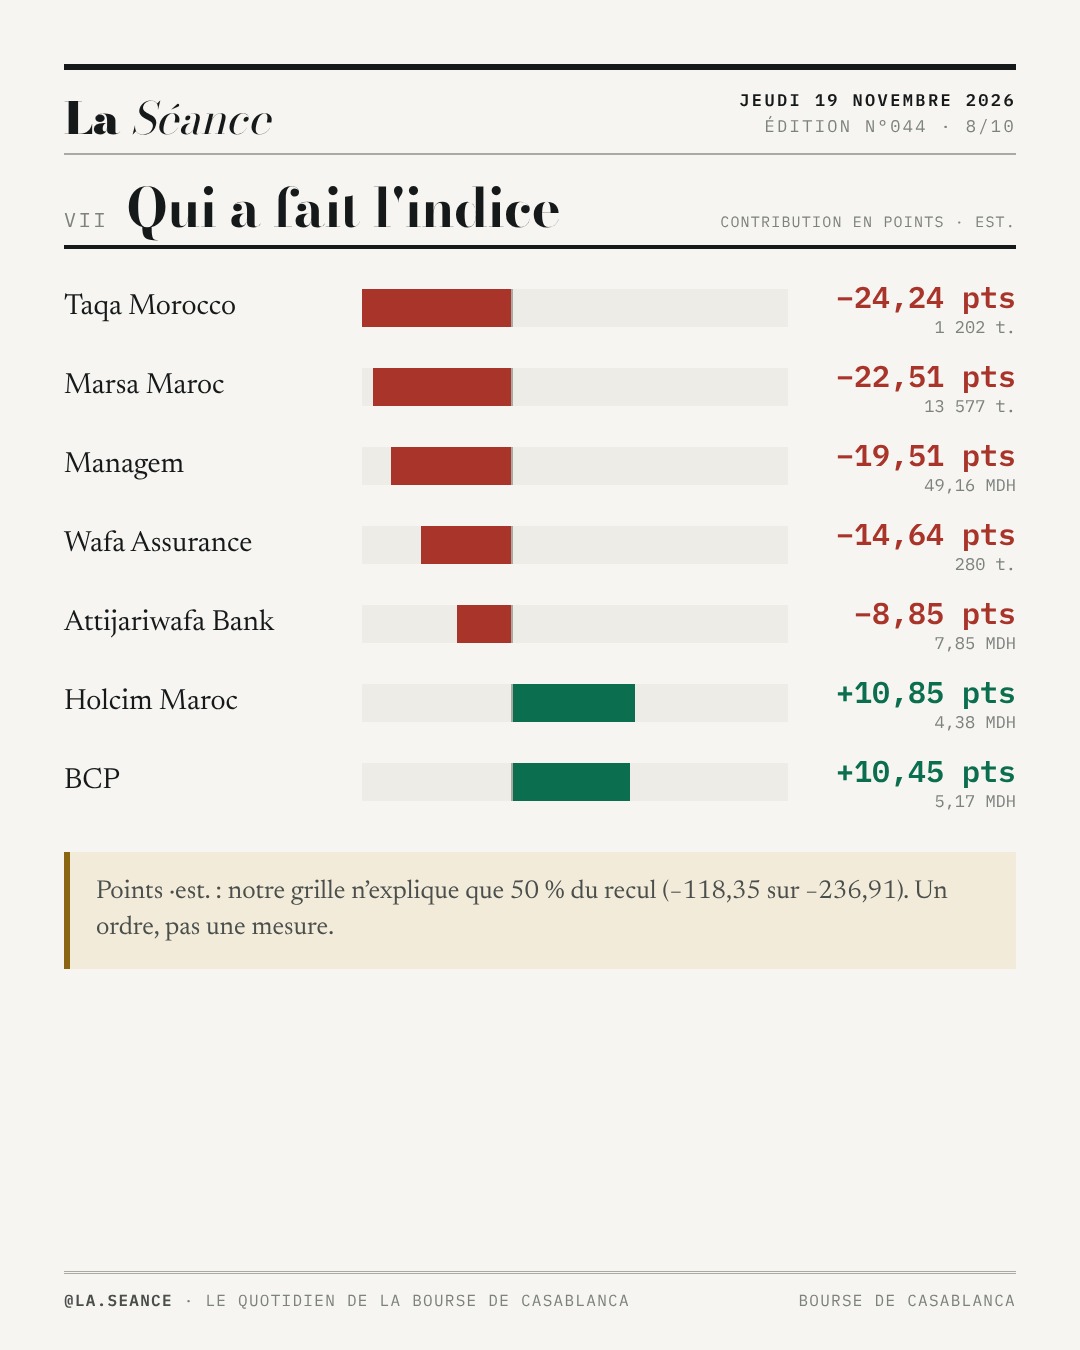 La Séance
JEUDI 19 NOVEMBRE 2026
ÉDITION N°044 · 8/10
VII Qui a fait l'indice
CONTRIBUTION EN POINTS · EST.
Taqa Morocco
−24,24 pts
1 202 t.
Marsa Maroc
−22,51 pts
13 577 t.
Managem
−19,51 pts
49,16 MDH
Wafa Assurance
−14,64 pts
280 t.
Attijariwafa Bank
−8,85 pts
7,85 MDH
Holcim Maroc
+10,85 pts
4,38 MDH
BCP
+10,45 pts
5,17 MDH
Points ·est. : notre grille n’explique que 50 % du recul (−118,35 sur −236,91). Un
ordre, pas une mesure.
@LA.SEANCE · LE QUOTIDIEN DE LA BOURSE DE CASABLANCA
BOURSE DE CASABLANCA